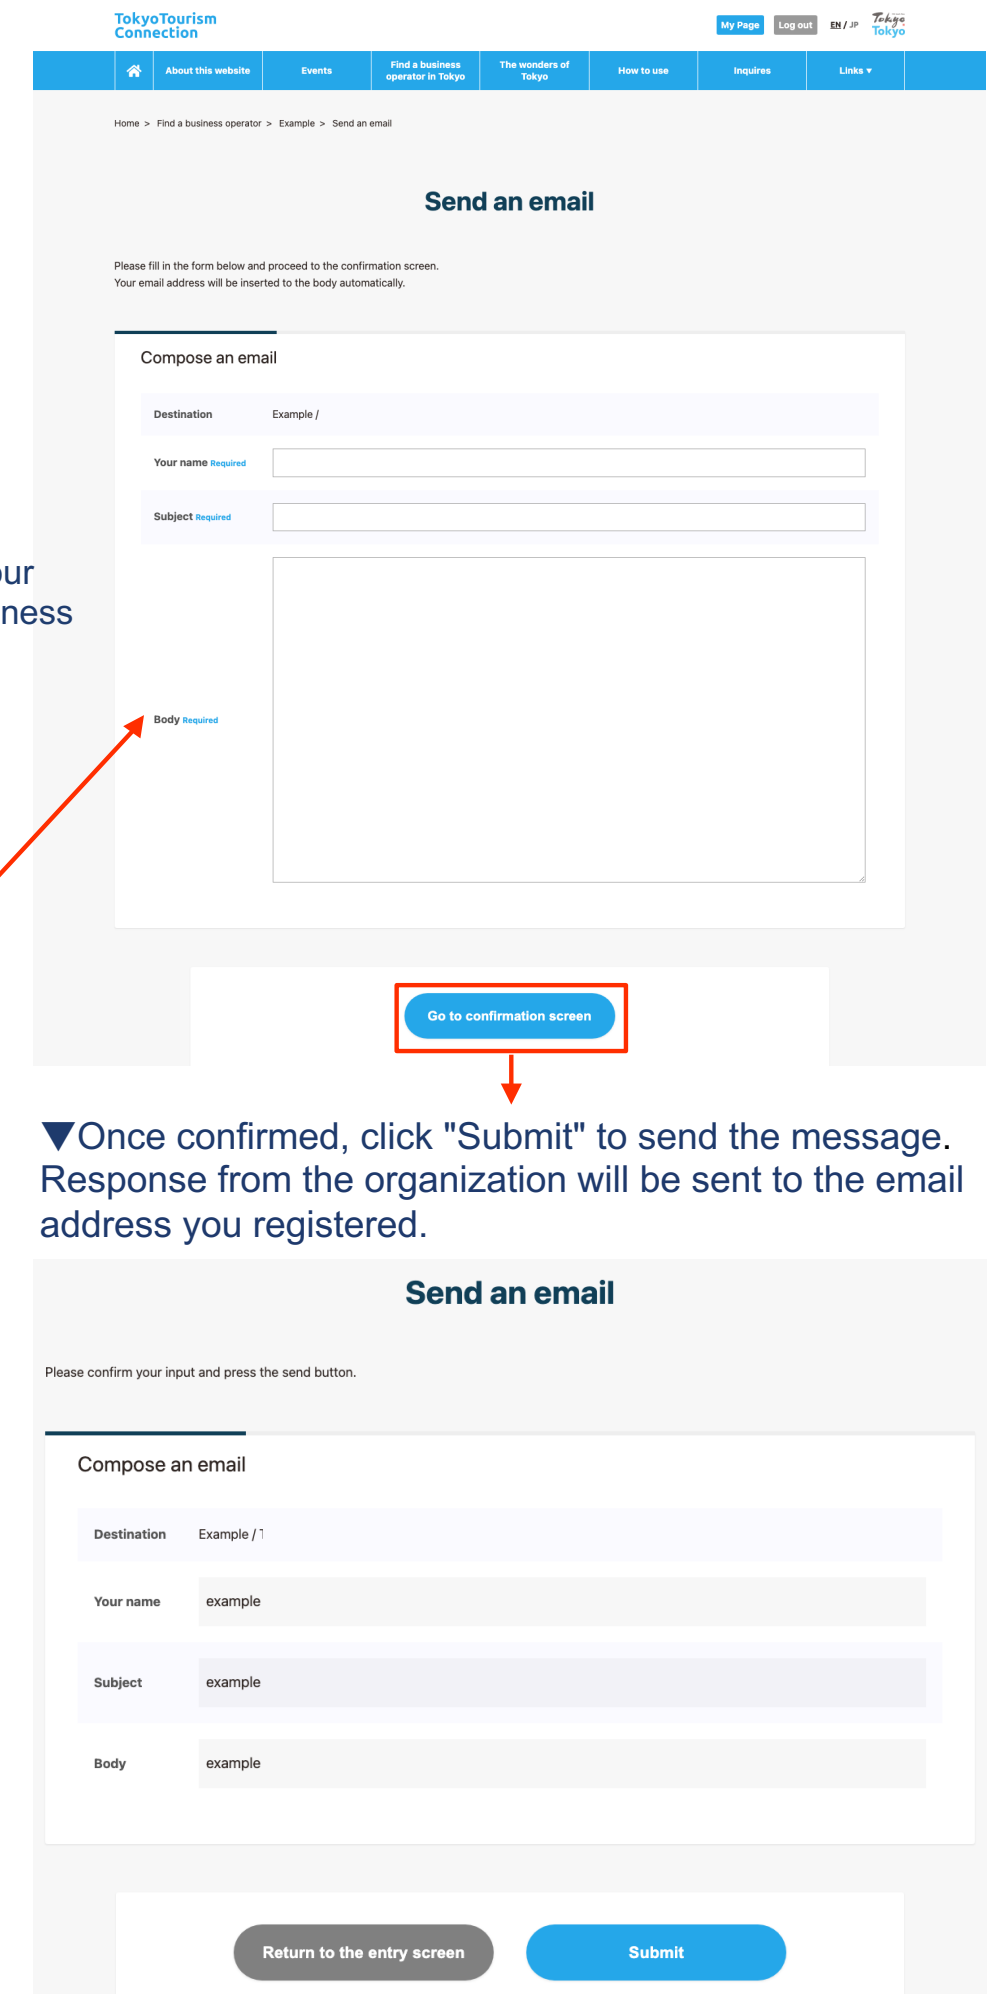 TokyoTourism
Connection
My Page
Log out
EN / JP
Tokyo
Tokyo
About this website
Events
Find a business
operator in Tokyo
The wonders of
Tokyo
How to use
Inquires
Links ▼
Home > Find a business operator > Example > Send an email
Send an email
Please fill in the form below and proceed to the confirmation screen.
Your email address will be inserted to the body automatically.
Compose an email
Destination Example /
Your name Required
Subject Required
Body Required
Go to confirmation screen
▼Once confirmed, click "Submit" to send the message.
Response from the organization will be sent to the email
address you registered.
Send an email
Please confirm your input and press the send button.
Compose an email
Destination Example /
Your name example
Subject example
Body example
Return to the entry screen
Submit